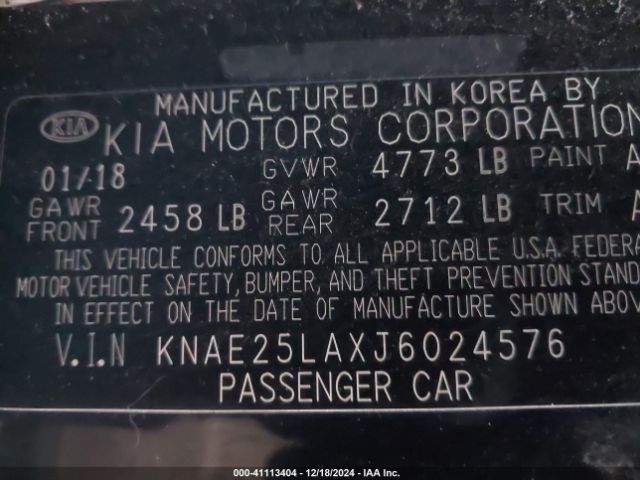 MANUFACTURED IN KOREA BY
KIA KIA MOTORS CORPORATION
01/18 GVWR 4773 LB PAINT A
GAWR FRONT 2458 LB GAWR REAR 2712 LB TRIM A
THIS VEHICLE CONFORMS TO ALL APPLICABLE U.S.A. FEDERA
MOTOR VEHICLE SAFETY, BUMPER, AND THEFT PREVENTION STAND
IN EFFECT ON THE DATE OF MANUFACTURE SHOWN ABOV
V.I.N KNAE25LAXJ6024576
PASSENGER CAR
000-41113404 - 12/18/2024 - IAA Inc.